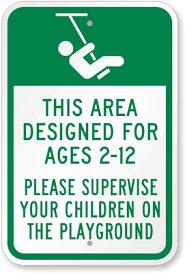 THIS AREA
DESIGNED FOR
AGES 2-12
PLEASE SUPERVISE
YOUR CHILDREN ON
THE PLAYGROUND